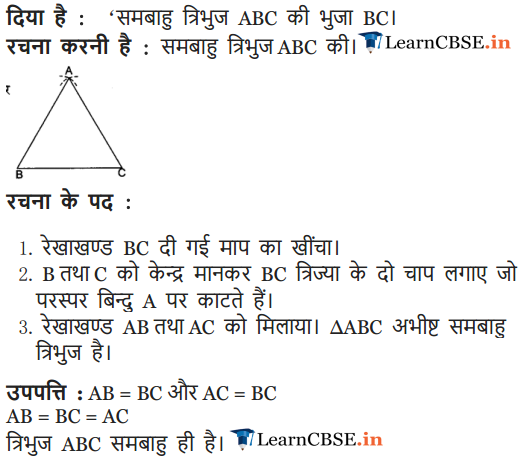 दिया है : ‘समबाहु त्रिभुज ABC की भुजा BC।
रचना करनी है : समबाहु त्रिभुज ABC की। LearnCBSE.in
A
र
B
C
रचना के पद :
1. रेखाखण्ड BC दी गई माप का खींचा।
2. B तथा C को केन्द्र मानकर BC त्रिज्या के दो चाप लगाए जो
परस्पर बिन्दु A पर काटते हैं।
3. रेखाखण्ड AB तथा AC को मिलाया। ΔABC अभीष्ट समबाहु
त्रिभुज है।
उपपत्ति : AB = BC और AC = BC
AB = BC = AC
त्रिभुज ABC समबाहु ही है। LearnCBSE.in